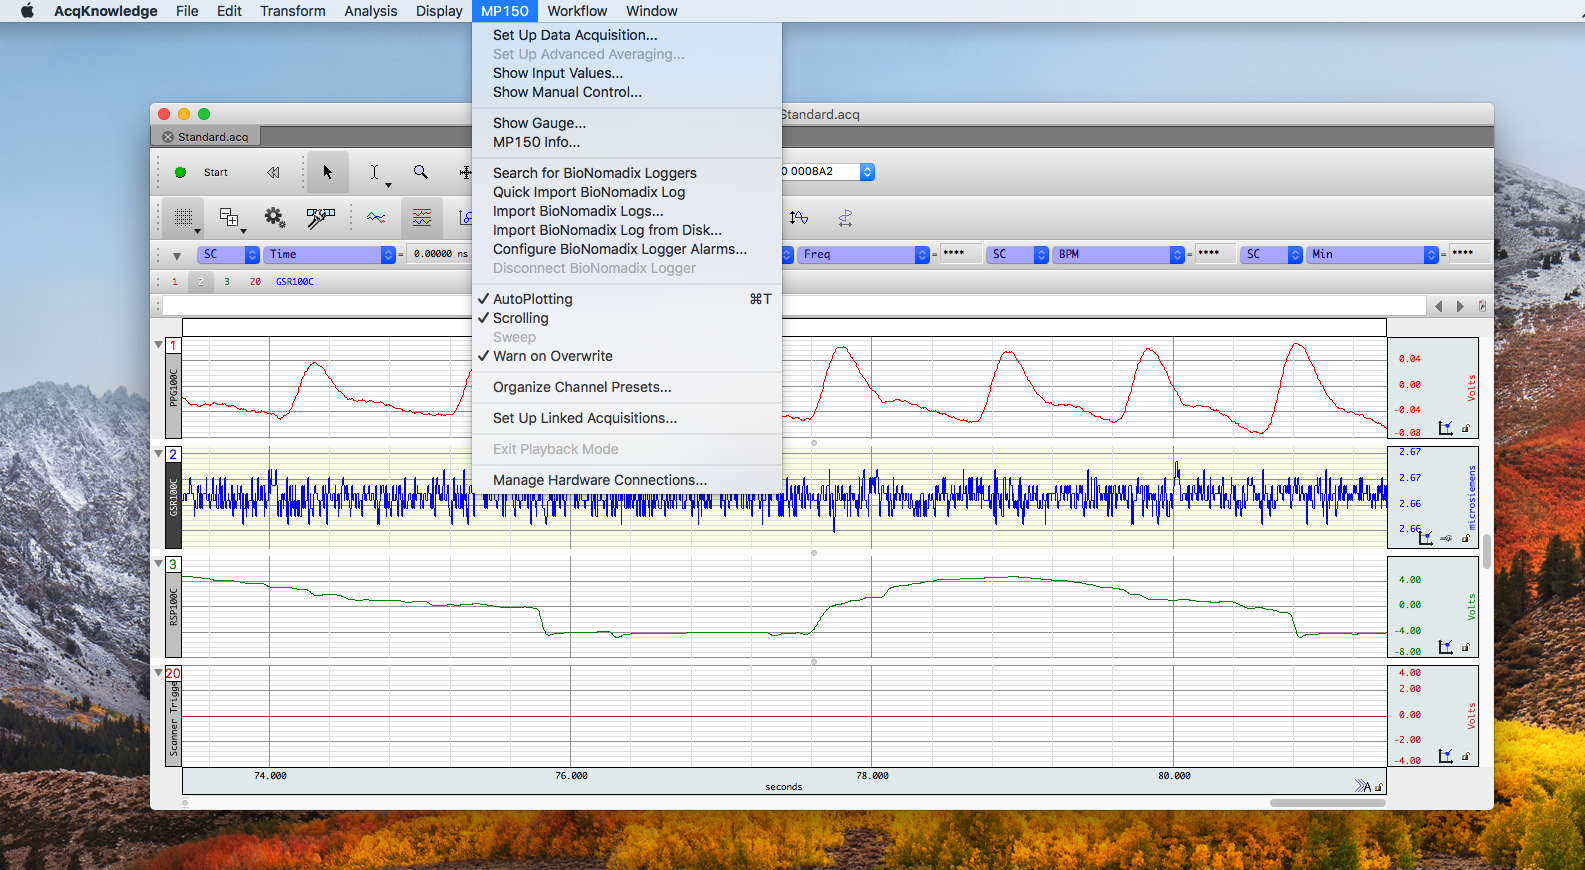 AcqKnowledge File Edit Transform Analysis Display MP150 Workflow Window
Set Up Data Acquisition...
Set Up Advanced Averaging...
Show Input Values...
Show Manual Control...
Show Gauge...
MP150 Info...
Search for BioNomadix Loggers
Quick Import BioNomadix Log
Import BioNomadix Logs...
Import BioNomadix Log from Disk...
Configure BioNomadix Logger Alarms...
Disconnect BioNomadix Logger
✓ AutoPlotting ⌘T
✓ Scrolling
Sweep
✓ Warn on Overwrite
Organize Channel Presets...
Set Up Linked Acquisitions...
Exit Playback Mode
Manage Hardware Connections...
Standard.acq
Standard.acq
Start
0008A2
SC Time = 0.00000 ns Freq = **** SC BPM = **** SC Min = ****
1 2 3 20 GSR100C
1
PPG100C
0.04
0.00
-0.04
-0.08
Volts
2
GSR100C
2.67
2.67
2.66
2.66
microsiemens
3
RSP100C
4.00
0.00
-4.00
-8.00
Volts
20
Scanner Trigge
4.00
2.00
0.00
-2.00
-4.00
Volts
74.000 76.000 78.000 80.000
seconds
A